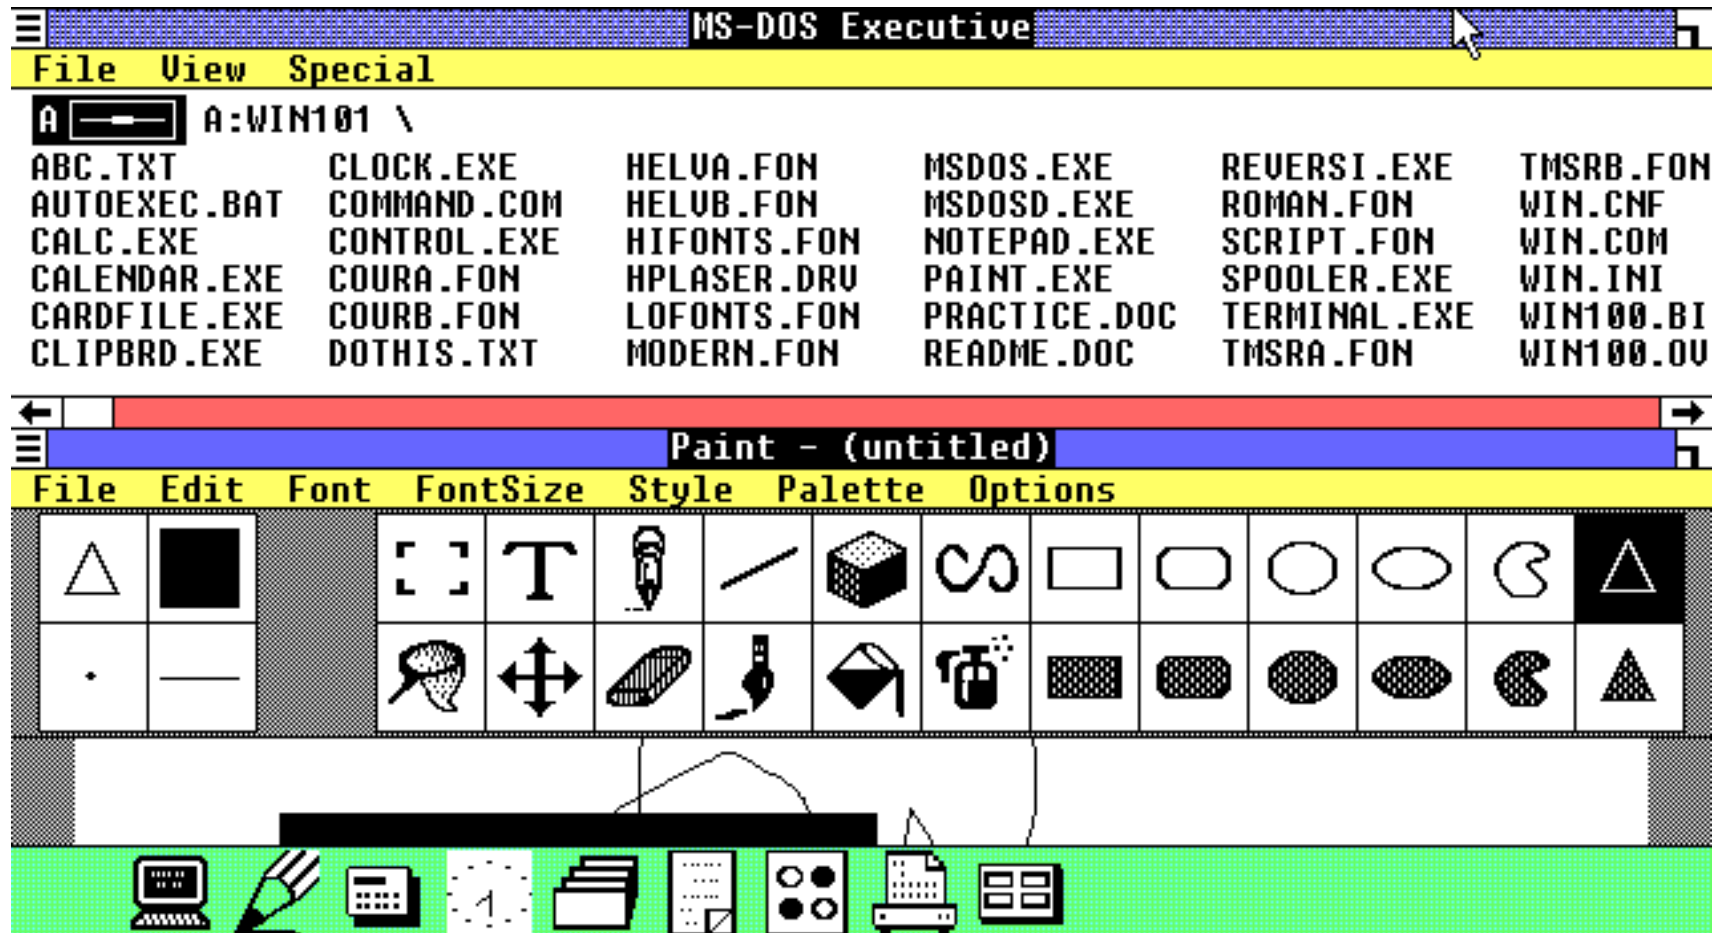 MS-DOS Executive
File View Special
A A:WIN101 \
ABC.TXT CLOCK.EXE HELVA.FON MSDOS.EXE REVERSI.EXE TMSRB.FON
AUTOEXEC.BAT COMMAND.COM HELVB.FON MSDOSD.EXE ROMAN.FON WIN.CNF
CALC.EXE CONTROL.EXE HIFONTS.FON NOTEPAD.EXE SCRIPT.FON WIN.COM
CALENDAR.EXE COURA.FON HPLASER.DRV PAINT.EXE SPOOLER.EXE WIN.INI
CARDFILE.EXE COURB.FON LOFONTS.FON PRACTICE.DOC TERMINAL.EXE WIN100.BI
CLIPBRD.EXE DOTHIS.TXT MODERN.FON README.DOC TMSRA.FON WIN100.OV
Paint - (untitled)
File Edit Font FontSize Style Palette Options
T